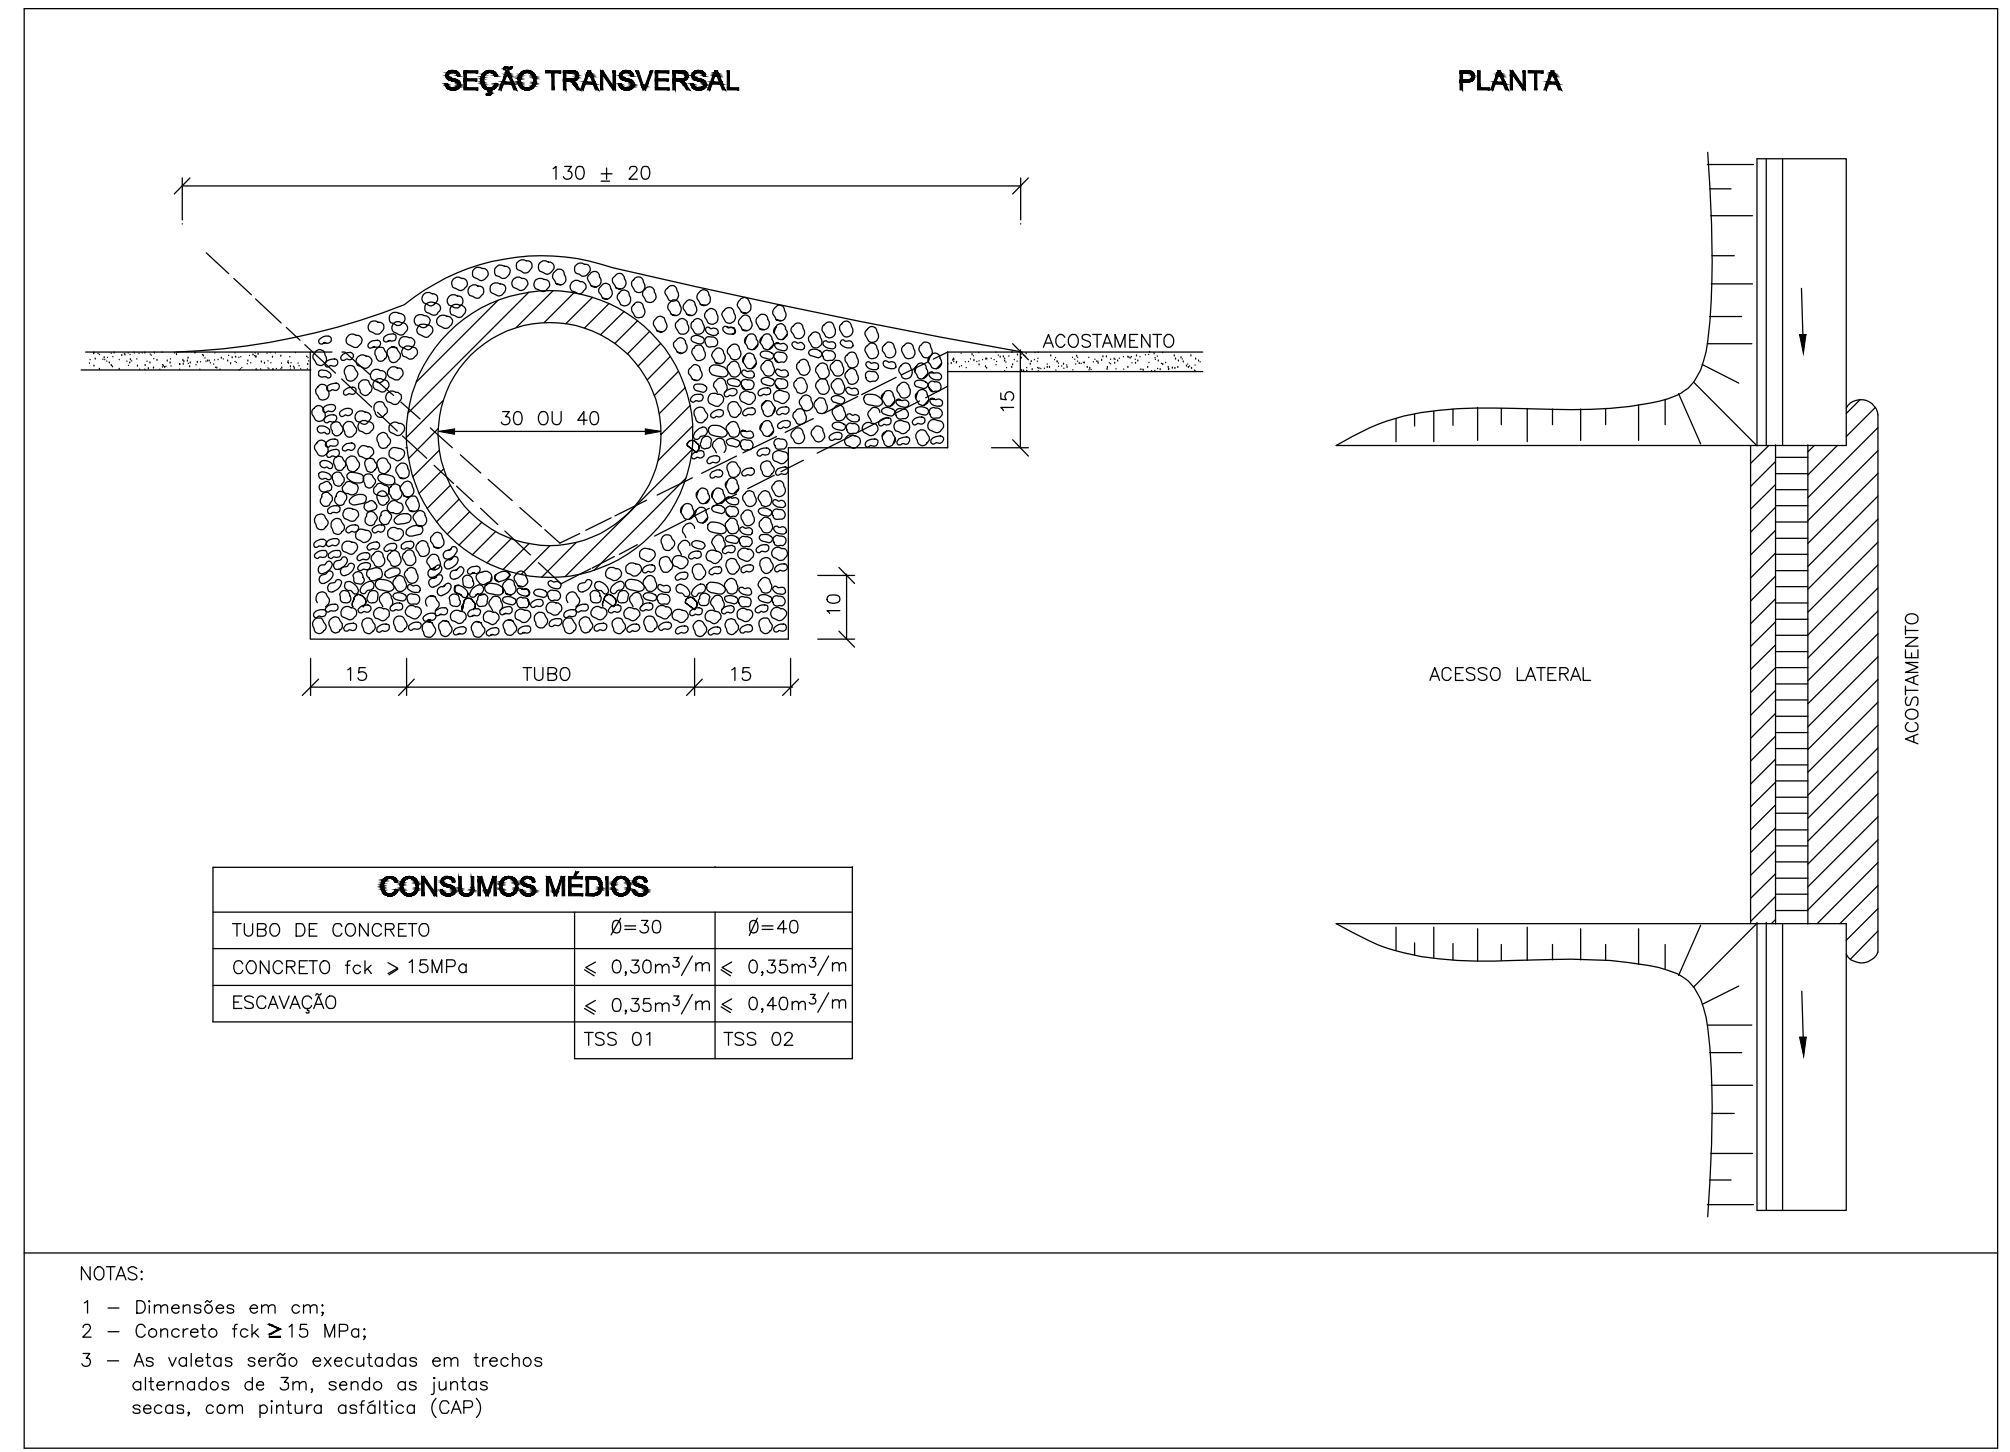 SEÇÃO TRANSVERSAL
PLANTA
130 ± 20
ACOSTAMENTO
30 OU 40
15
10
15
TUBO
15
ACESSO LATERAL
ACOSTAMENTO
CONSUMOS MÉDIOS
TUBO DE CONCRETO Ø=30 Ø=40
CONCRETO fck ⩾ 15MPa ⩽ 0,30m³/m ⩽ 0,35m³/m
ESCAVAÇÃO ⩽ 0,35m³/m ⩽ 0,40m³/m
TSS 01 TSS 02
NOTAS:
1 – Dimensões em cm;
2 – Concreto fck ≥ 15 MPa;
3 – As valetas serão executadas em trechos
alternados de 3m, sendo as juntas
secas, com pintura asfáltica (CAP)